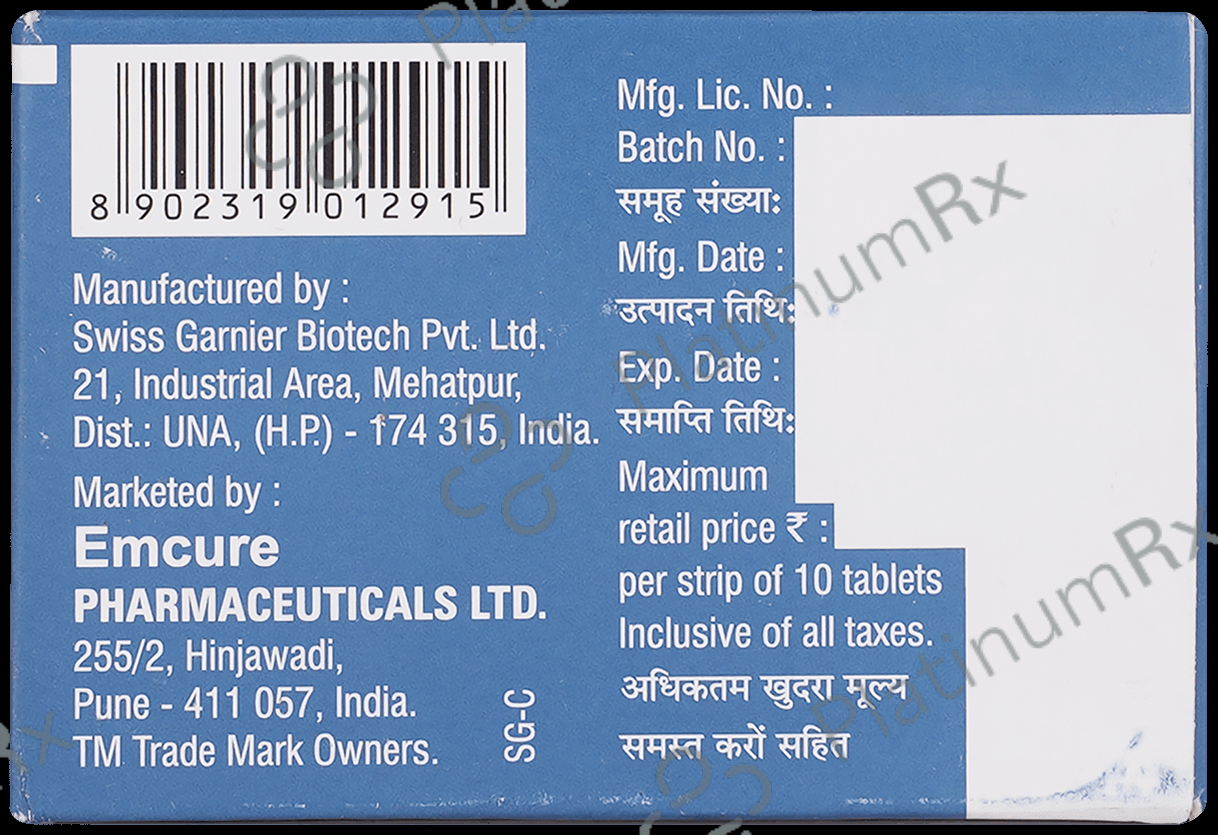 8 902319 012915
Manufactured by :
Swiss Garnier Biotech Pvt. Ltd.
21, Industrial Area, Mehatpur,
Dist.: UNA, (H.P.) - 174 315, India.
Marketed by :
Emcure
PHARMACEUTICALS LTD.
255/2, Hinjawadi,
Pune - 411 057, India.
TM Trade Mark Owners.
SG-C
Mfg. Lic. No. :
Batch No. :
समूह संख्या:
Mfg. Date :
उत्पादन तिथि:
Exp. Date :
समाप्ति तिथि:
Maximum
retail price ₹ :
per strip of 10 tablets
Inclusive of all taxes.
अधिकतम खुदरा मूल्य
समस्त करों सहित
PlatinumRx
PlatinumRx